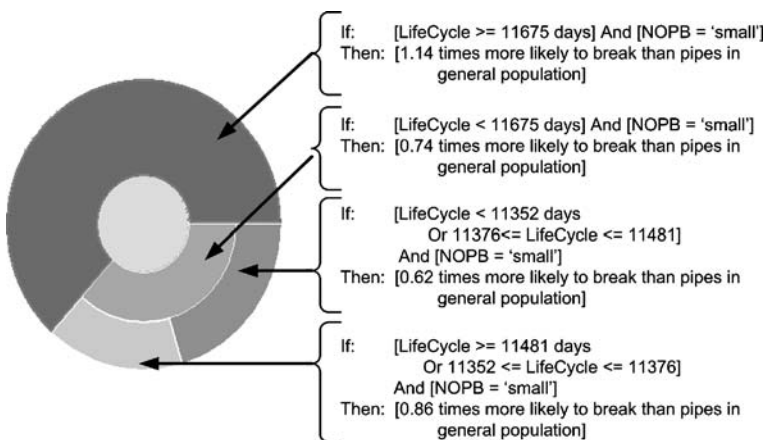 If: [LifeCycle >= 11675 days] And [NOPB = 'small']
Then: [1.14 times more likely to break than pipes in
general population]
If: [LifeCycle < 11675 days] And [NOPB = 'small']
Then: [0.74 times more likely to break than pipes in
general population]
If: [LifeCycle < 11352 days
Or 11376<= LifeCycle <= 11481]
And [NOPB = 'small']
Then: [0.62 times more likely to break than pipes in
general population]
If: [LifeCycle >= 11481 days
Or 11352 <= LifeCycle <= 11376]
And [NOPB = 'small']
Then: [0.86 times more likely to break than pipes in
general population]